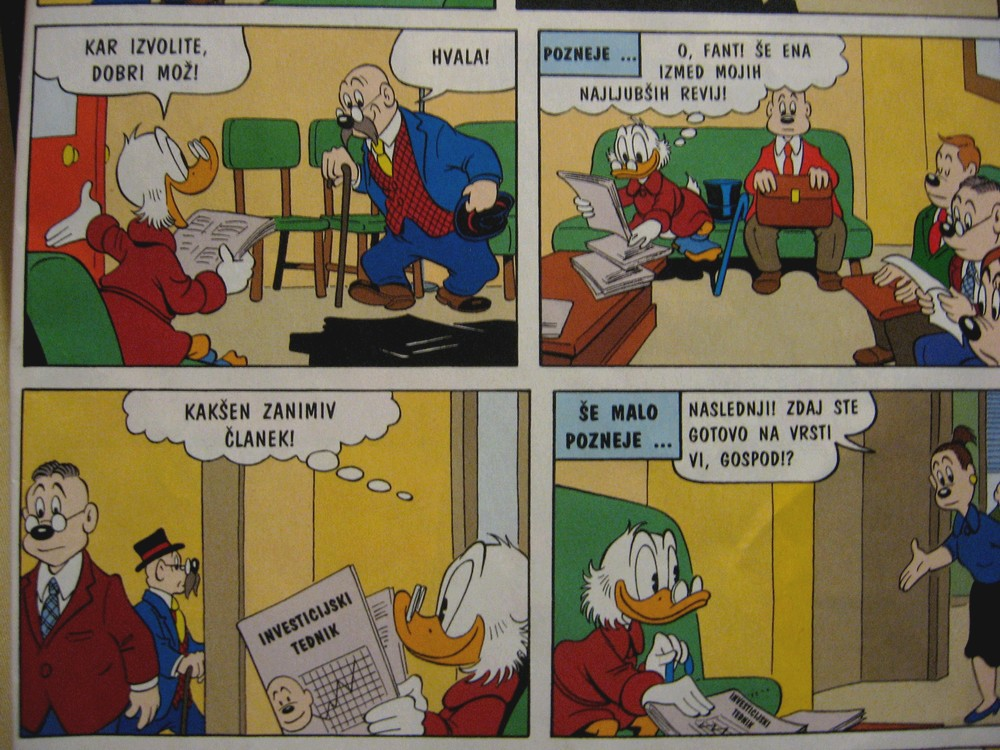 KAR IZVOLITE,
DOBRI MOŽ!
HVALA!
POZNEJE ...
O, FANT! ŠE ENA
IZMED MOJIH
NAJLJUBŠIH REVIJ!
KAKŠEN ZANIMIV
ČLANEK!
INVESTICIJSKI
TEDNIK
ŠE MALO
POZNEJE ...
NASLEDNJI! ZDAJ STE
GOTOVO NA VRSTI
VI, GOSPOD!?
INVESTICIJSKI
TEDNIK